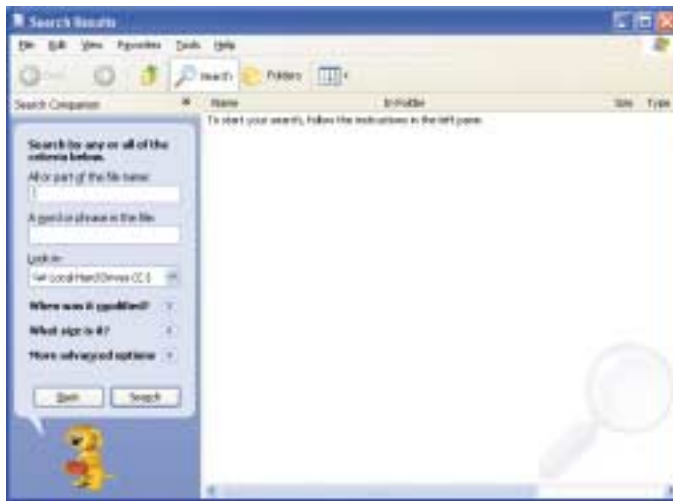 Search Results
File Edit View Favorites Tools Help
Search Folders
Search Companion
Name In Folder Size Type
To start your search, follow the instructions in the left pane.
Search by any or all of the
criteria below.
All or part of the file name:
A word or phrase in the file:
Look in:
Local Hard Drives (C:)
When was it modified?
What size is it?
More advanced options
Back Search